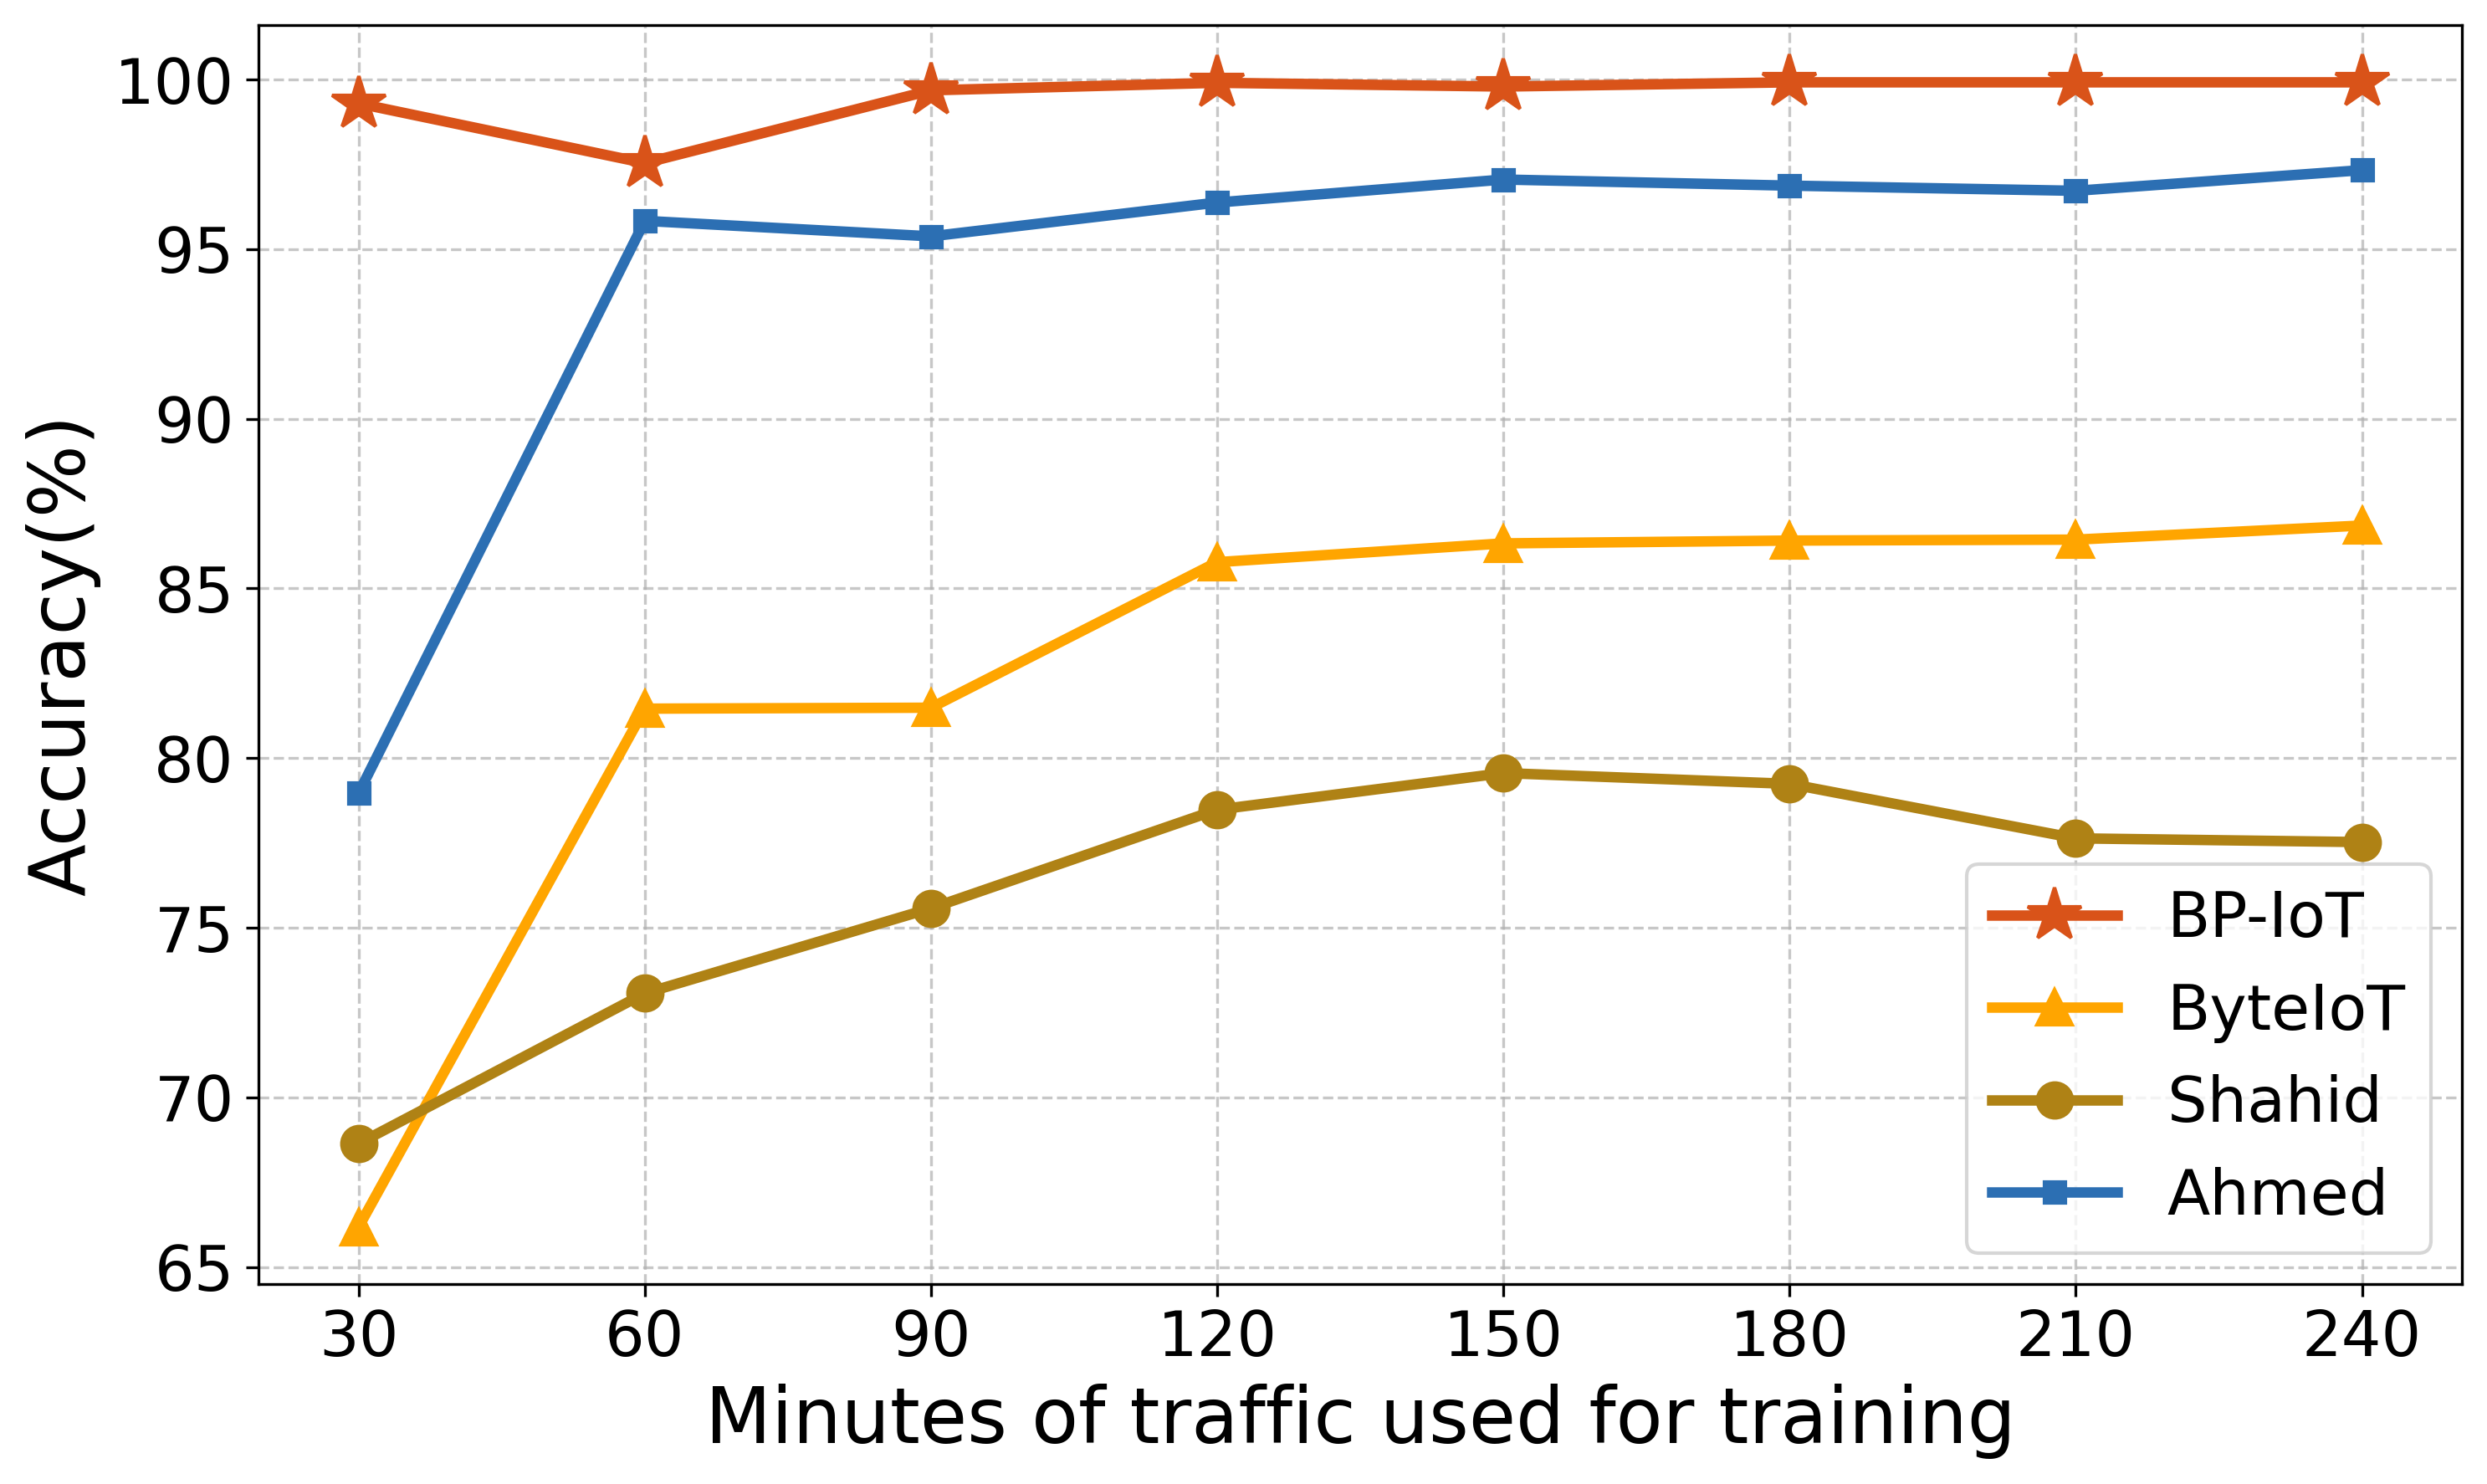 Accuracy(%)
100
95
90
85
80
75
70
65
30 60 90 120 150 180 210 240
Minutes of traffic used for training
BP-IoT
ByteIoT
Shahid
Ahmed